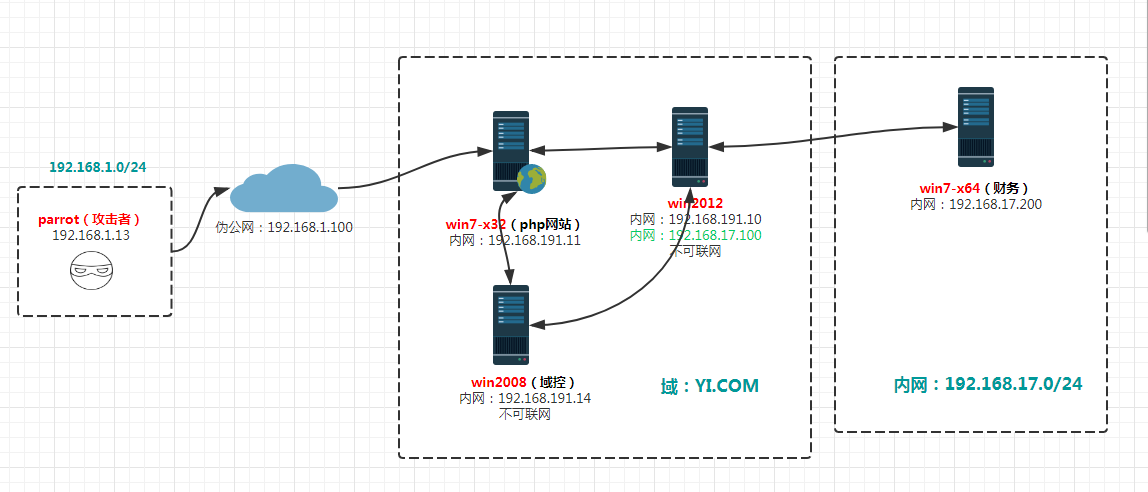 192.168.1.0/24
parrot（攻击者）
192.168.1.13
伪公网：192.168.1.100
win7-x32（php网站）
内网：192.168.191.11
win2012
内网：192.168.191.10
内网：192.168.17.100
不可联网
win2008（域控）
内网：192.168.191.14
不可联网
域：YI.COM
win7-x64（财务）
内网：192.168.17.200
内网：192.168.17.0/24